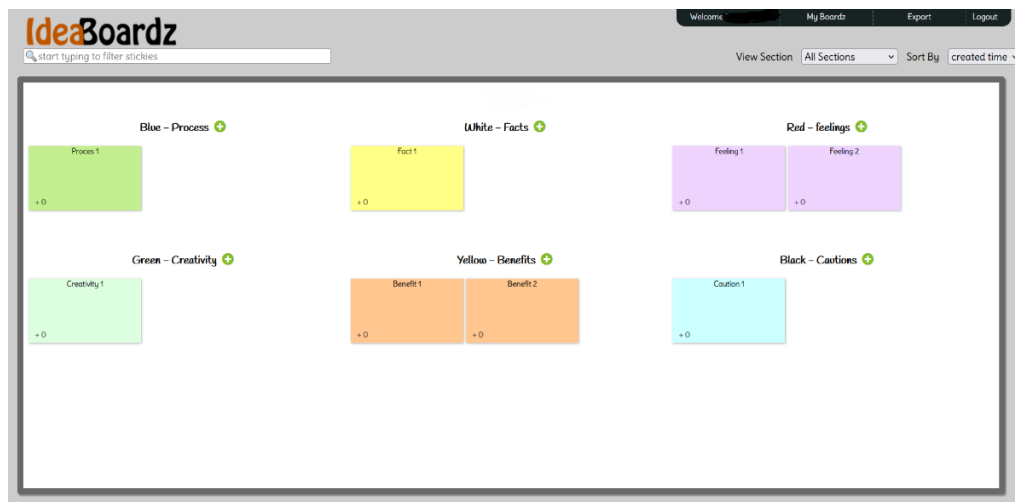 IdeaBoardz
Welcome My Boardz Export Logout
start typing to filter stickies
View Section All Sections Sort By created time
Blue – Process White – Facts Red – feelings
Proces 1 Fact 1 Feeling 1 Feeling 2
+ 0 + 0 + 0 + 0
Green – Creativity Yellow – Benefits Black – Cautions
Creativity 1 Benefit 1 Benefit 2 Caution 1
+ 0 + 0 + 0 + 0